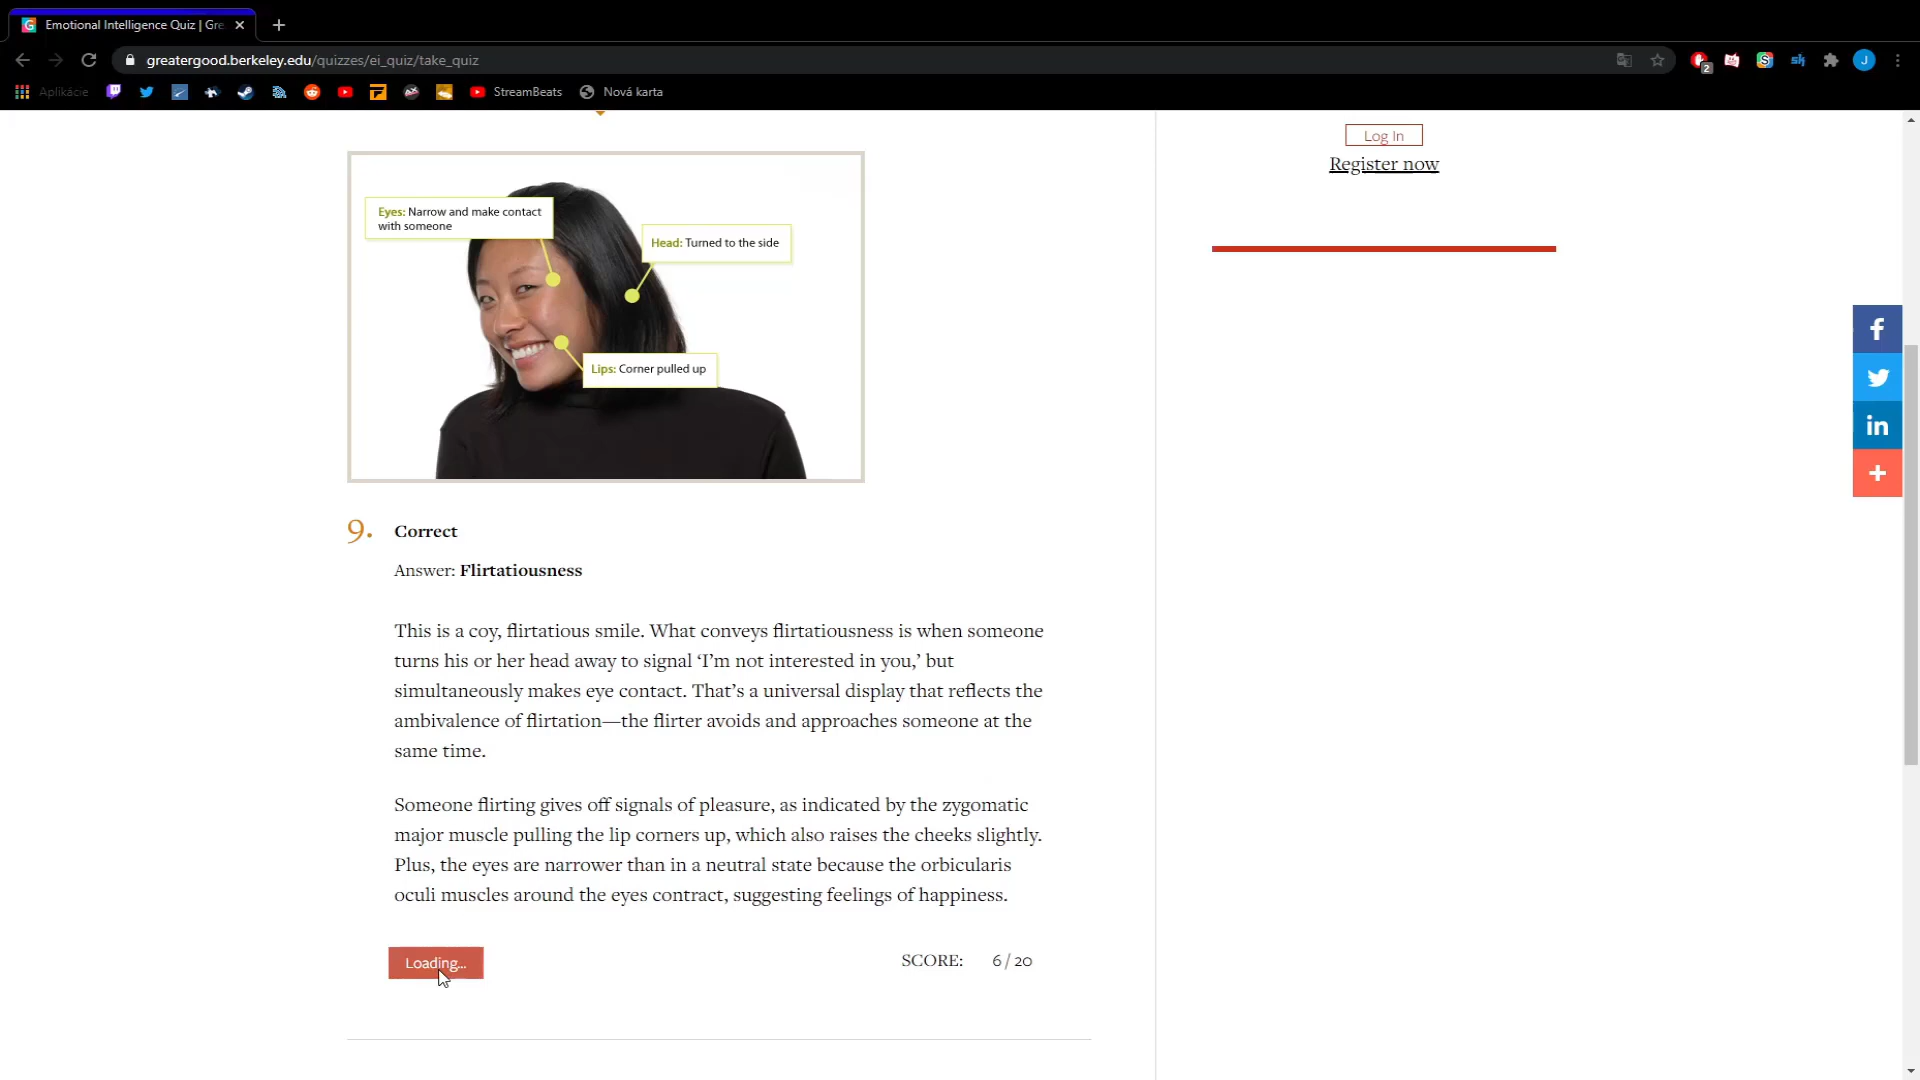 Emotional Intelligence Quiz | Gre
greatergood.berkeley.edu/quizzes/ei_quiz/take_quiz
2
J
Aplikácie
StreamBeats
Nová karta
Log In
Register now
Eyes: Narrow and make contact
with someone
Head: Turned to the side
Lips: Corner pulled up
9. Correct
Answer: Flirtatiousness
This is a coy, flirtatious smile. What conveys flirtatiousness is when someone
turns his or her head away to signal ‘I’m not interested in you,’ but
simultaneously makes eye contact. That’s a universal display that reflects the
ambivalence of flirtation—the flirter avoids and approaches someone at the
same time.
Someone flirting gives off signals of pleasure, as indicated by the zygomatic
major muscle pulling the lip corners up, which also raises the cheeks slightly.
Plus, the eyes are narrower than in a neutral state because the orbicularis
oculi muscles around the eyes contract, suggesting feelings of happiness.
Loading...
SCORE: 6 / 20